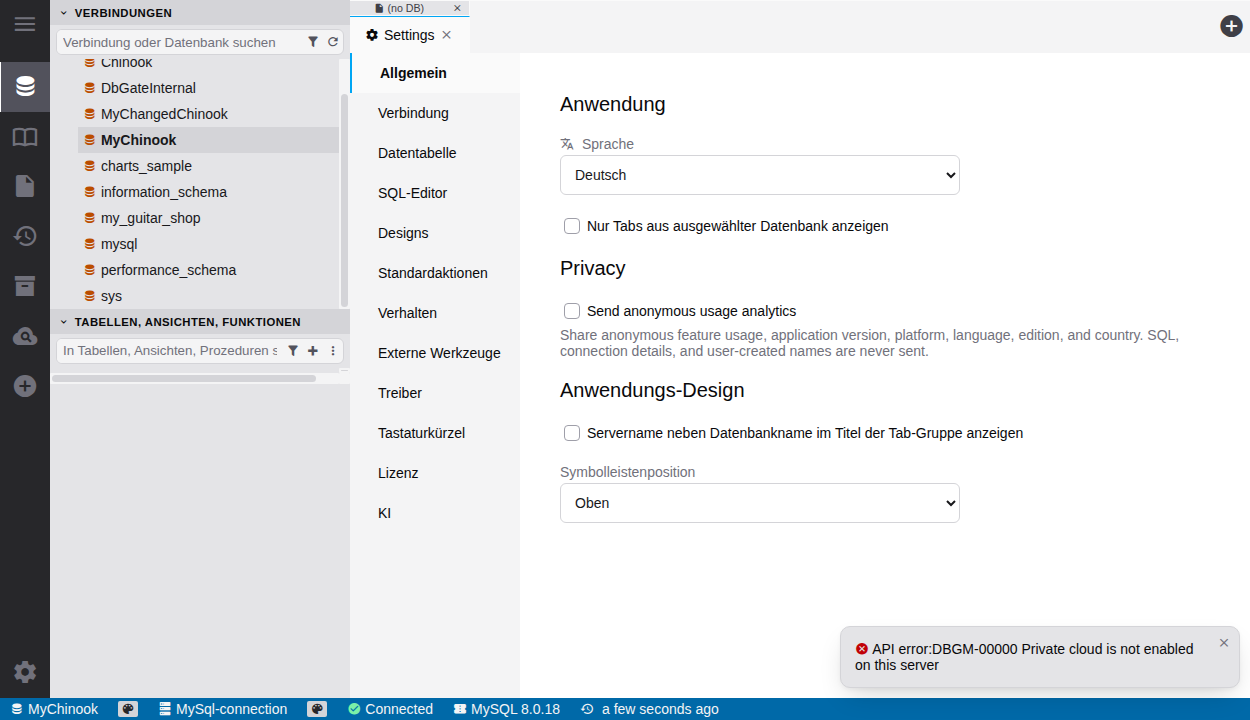 VERBINDUNGEN
Verbindung oder Datenbank suchen
Chinook
DbGateInternal
MyChangedChinook
MyChinook
charts_sample
information_schema
my_guitar_shop
mysql
performance_schema
sys
TABELLEN, ANSICHTEN, FUNKTIONEN
In Tabellen, Ansichten, Prozeduren s
(no DB)
Settings
Allgemein
Verbindung
Datentabelle
SQL-Editor
Designs
Standardaktionen
Verhalten
Externe Werkzeuge
Treiber
Tastaturkürzel
Lizenz
KI
Anwendung
Sprache
Deutsch
Nur Tabs aus ausgewählter Datenbank anzeigen
Privacy
Send anonymous usage analytics
Share anonymous feature usage, application version, platform, language, edition, and country. SQL,
connection details, and user-created names are never sent.
Anwendungs-Design
Servername neben Datenbankname im Titel der Tab-Gruppe anzeigen
Symbolleistenposition
Oben
API error:DBGM-00000 Private cloud is not enabled
on this server
MyChinook MySql-connection Connected MySQL 8.0.18 a few seconds ago